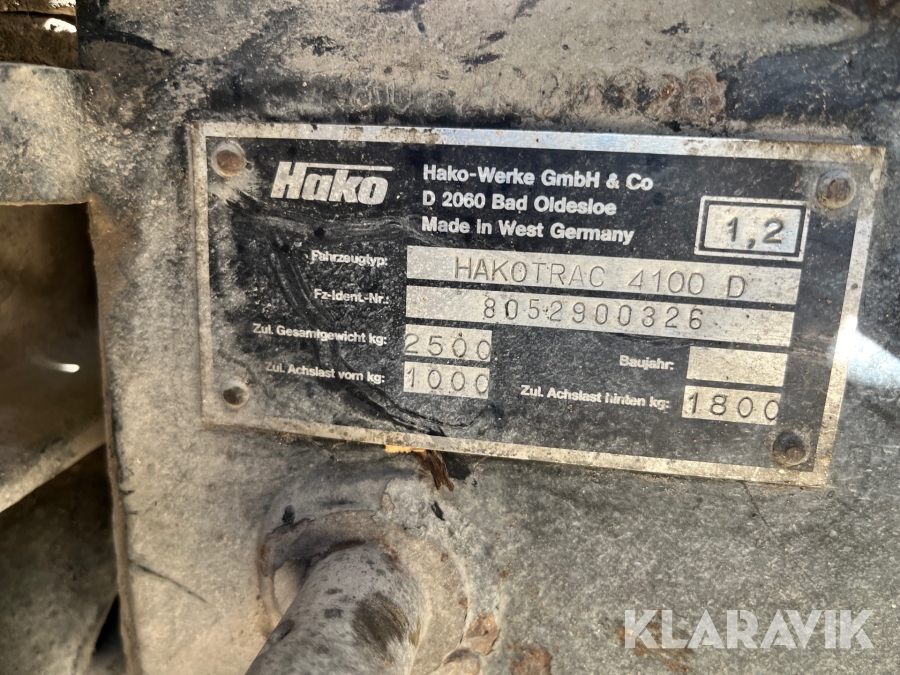 Hako
Hako-Werke GmbH & Co
D 2060 Bad Oldesloe
Made in West Germany
1,2
Fahrzeugtyp: HAKOTRAC 4100 D
Fz-Ident.-Nr.: 8052900326
Zul. Gesamtgewicht kg: 2500
Baujahr:
Zul. Achslast vorn kg: 1000
Zul. Achslast hinten kg: 1800
KLARAVIK